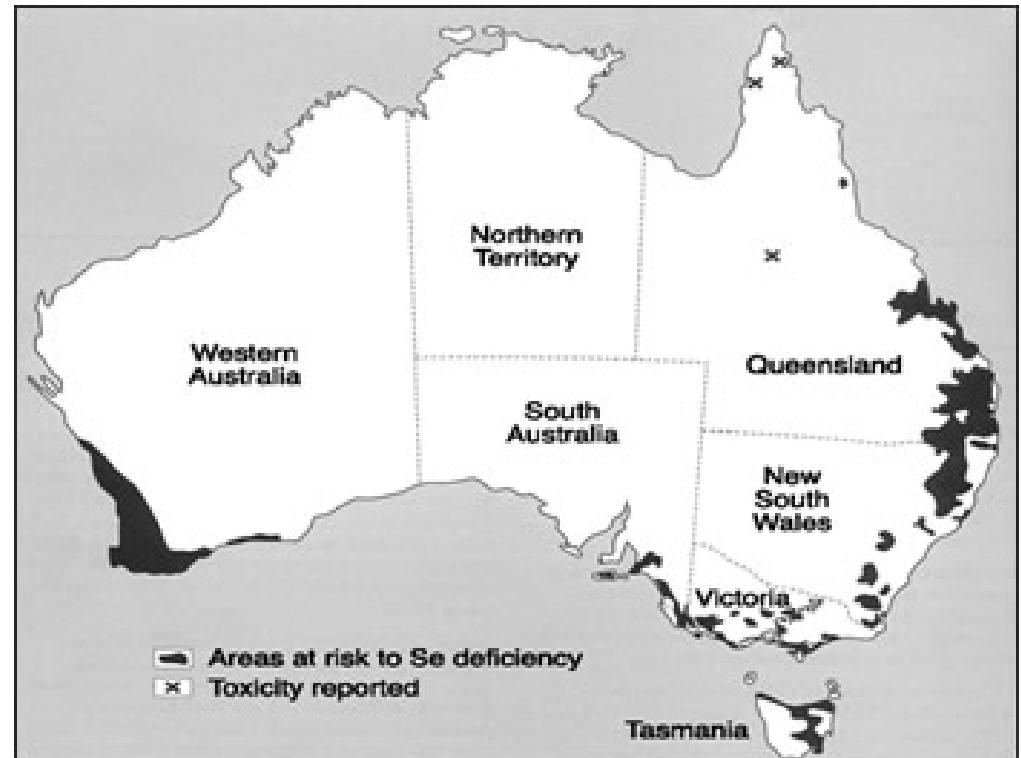 Northern
Territory
Western
Australia
Queensland
South
Australia
New
South
Wales
Victoria
Areas at risk to Se deficiency
x Toxicity reported
Tasmania